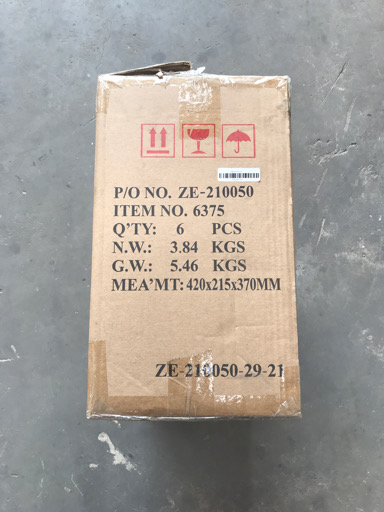 P/O NO. ZE-210050
ITEM NO. 6375
Q'TY: 6 PCS
N.W.: 3.84 KGS
G.W.: 5.46 KGS
MEA'MT: 420x215x370MM
ZE-210050-29-21